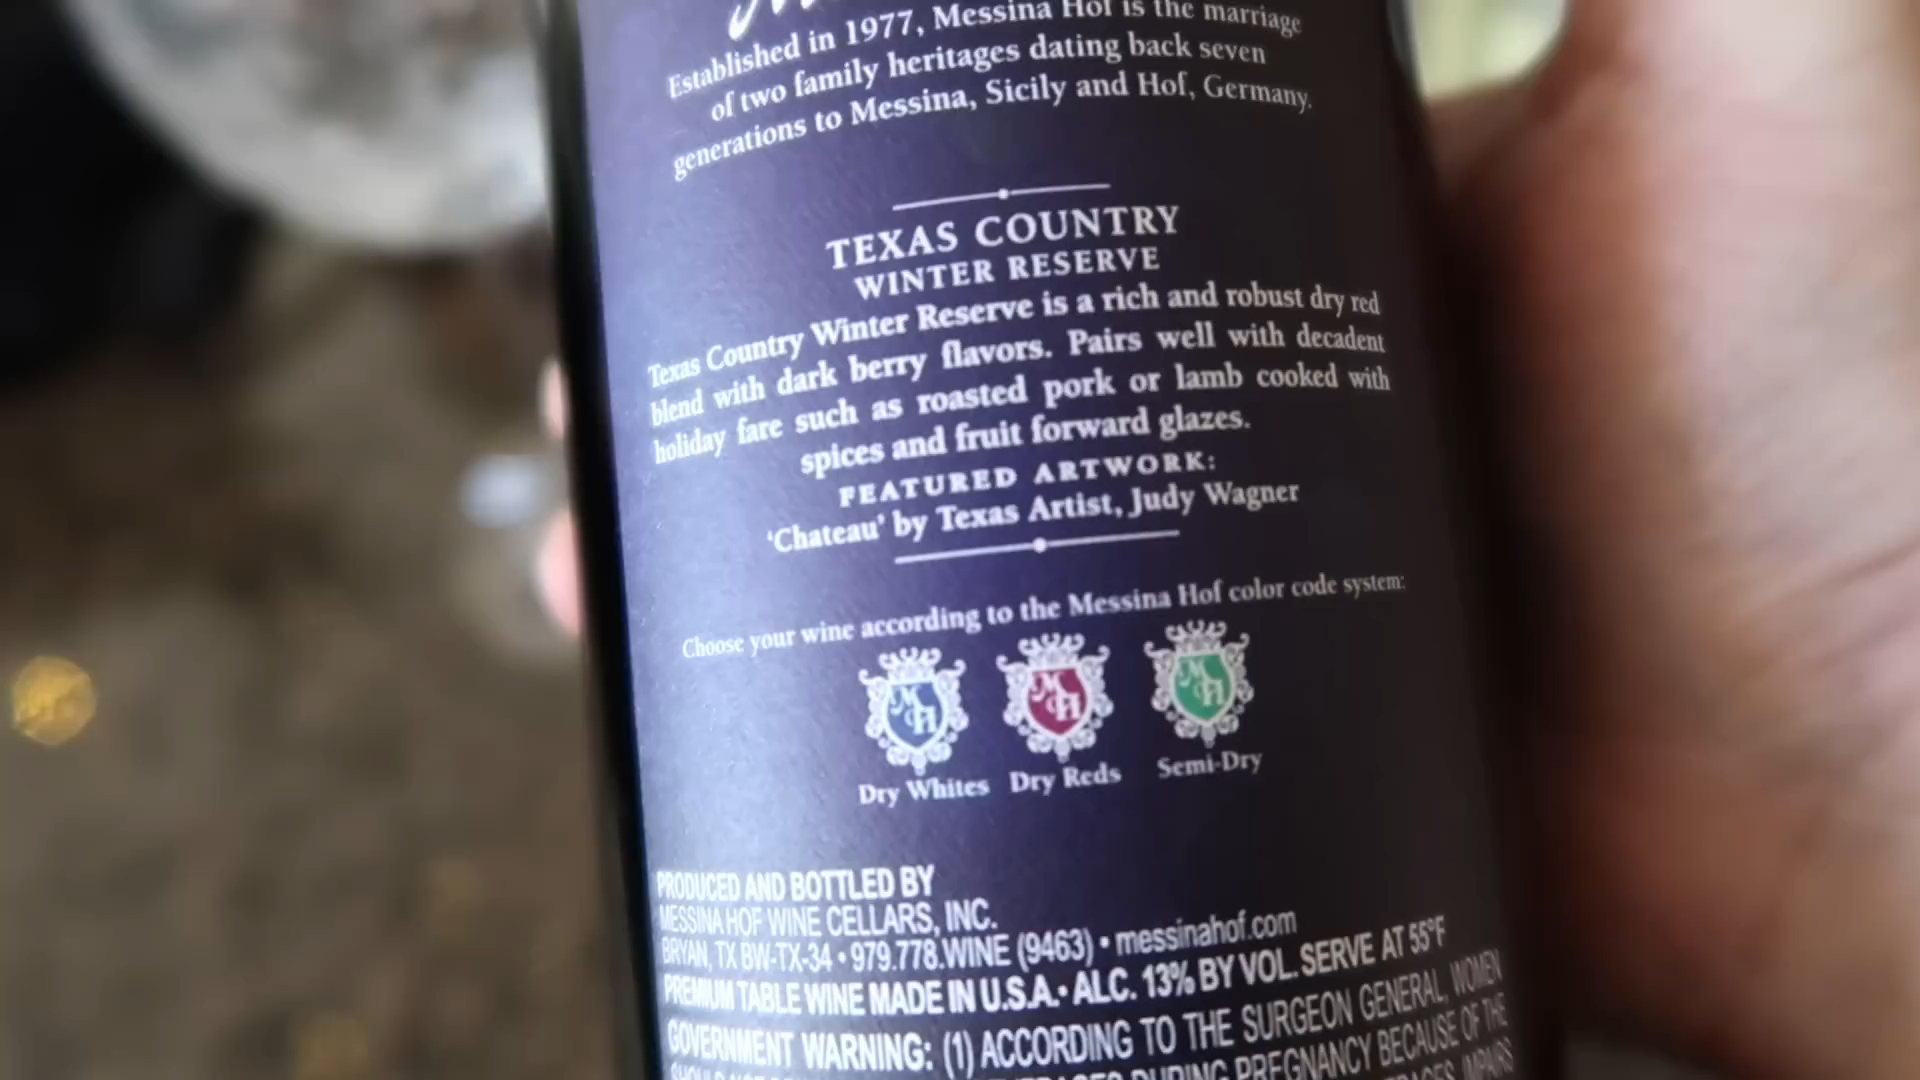 Established in 1977, Messina Hof is the marriage
of two family heritages dating back seven
generations to Messina, Sicily and Hof, Germany.
TEXAS COUNTRY
WINTER RESERVE
Texas Country Winter Reserve is a rich and robust dry red
blend with dark berry flavors. Pairs well with decadent
holiday fare such as roasted pork or lamb cooked with
spices and fruit forward glazes.
FEATURED ARTWORK:
'Chateau' by Texas Artist, Judy Wagner
Choose your wine according to the Messina Hof color code system:
MH MH MH
Dry Whites Dry Reds Semi-Dry
PRODUCED AND BOTTLED BY
MESSINA HOF WINE CELLARS, INC.
BRYAN, TX BW-TX-34 • 979.778.WINE (9463) • messinahof.com
PREMIUM TABLE WINE MADE IN U.S.A. • ALC. 13% BY VOL. SERVE AT 55°F
GOVERNMENT WARNING: (1) ACCORDING TO THE SURGEON GENERAL, WOMEN
DURING PREGNANCY BECAUSE OF THE
IMPAIRS